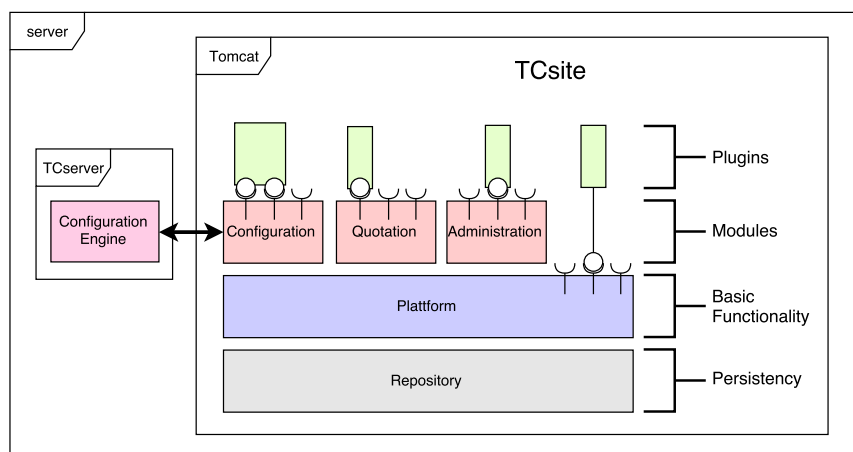 server
Tomcat
TCsite
Plugins
TCserver
Configuration
Engine
Configuration
Quotation
Administration
Modules
Plattform
Basic
Functionality
Repository
Persistency